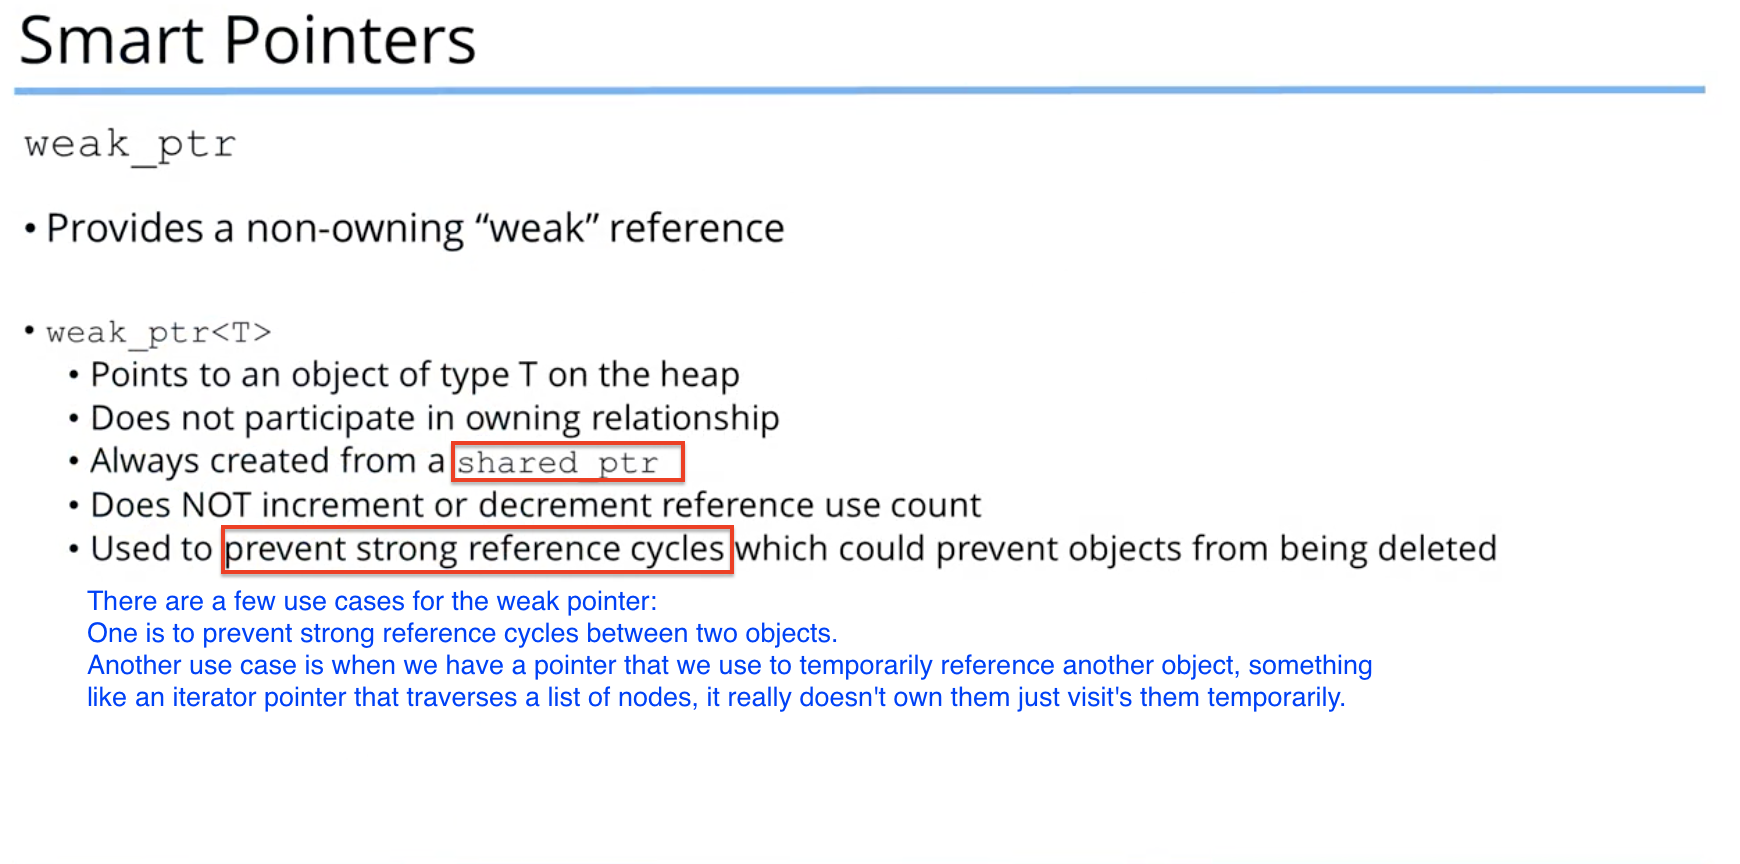 Smart Pointers
weak_ptr
• Provides a non-owning “weak” reference
• weak_ptr<T>
• Points to an object of type T on the heap
• Does not participate in owning relationship
• Always created from a shared_ptr
• Does NOT increment or decrement reference use count
• Used to prevent strong reference cycles which could prevent objects from being deleted
There are a few use cases for the weak pointer:
One is to prevent strong reference cycles between two objects.
Another use case is when we have a pointer that we use to temporarily reference another object, something
like an iterator pointer that traverses a list of nodes, it really doesn't own them just visit's them temporarily.